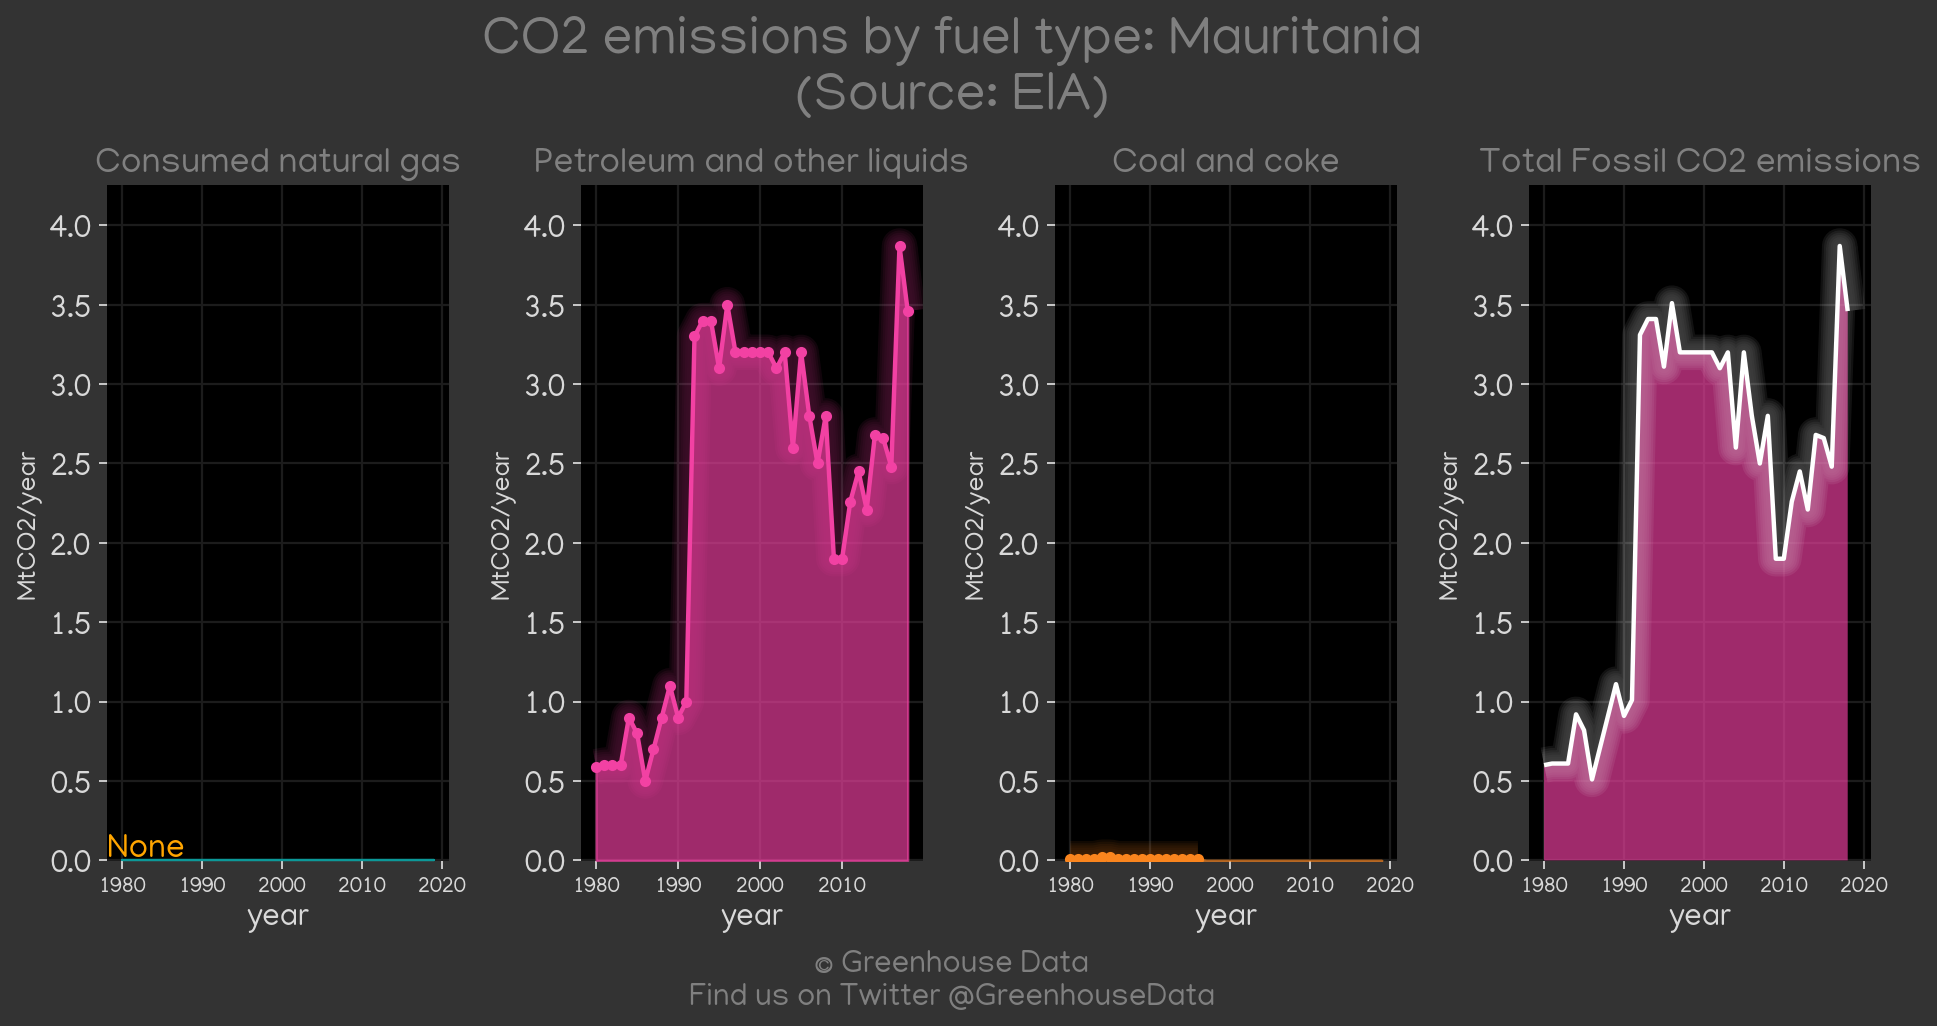 CO2 emissions by fuel type: Mauritania
(Source: EIA)
Consumed natural gas
4.0
3.5
3.0
2.5
2.0
1.5
1.0
0.5
0.0
MtCO2/year
None
1980 1990 2000 2010 2020
year
Petroleum and other liquids
4.0
3.5
3.0
2.5
2.0
1.5
1.0
0.5
0.0
MtCO2/year
1980 1990 2000 2010
year
Coal and coke
4.0
3.5
3.0
2.5
2.0
1.5
1.0
0.5
0.0
MtCO2/year
1980 1990 2000 2010 2020
year
Total Fossil CO2 emissions
4.0
3.5
3.0
2.5
2.0
1.5
1.0
0.5
0.0
MtCO2/year
1980 1990 2000 2010 2020
year
© Greenhouse Data
Find us on Twitter @GreenhouseData